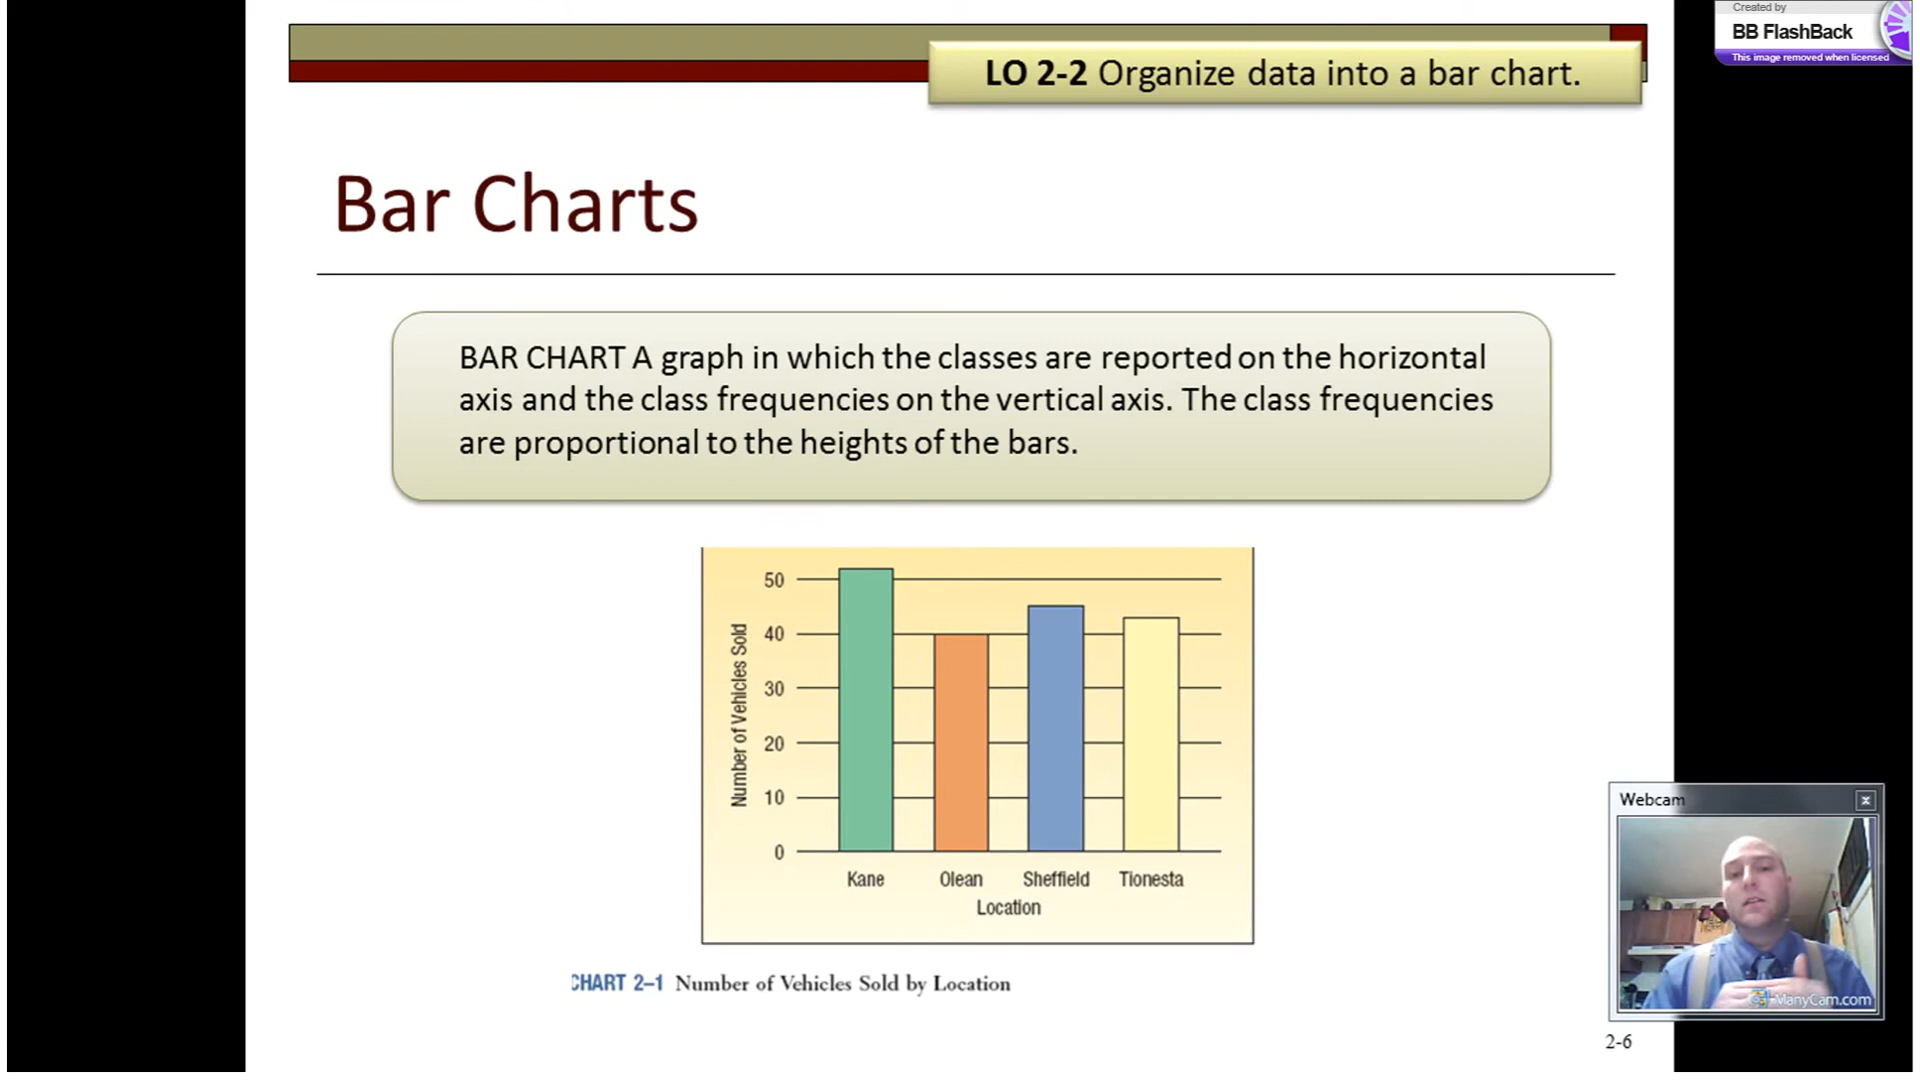 Created by
BB FlashBack
This image removed when licensed
LO 2-2 Organize data into a bar chart.
Bar Charts
BAR CHART A graph in which the classes are reported on the horizontal
axis and the class frequencies on the vertical axis. The class frequencies
are proportional to the heights of the bars.
Number of Vehicles Sold
50
40
30
20
10
0
Kane Olean Sheffield Tionesta
Location
CHART 2–1 Number of Vehicles Sold by Location
Webcam
ManyCam.com
2-6